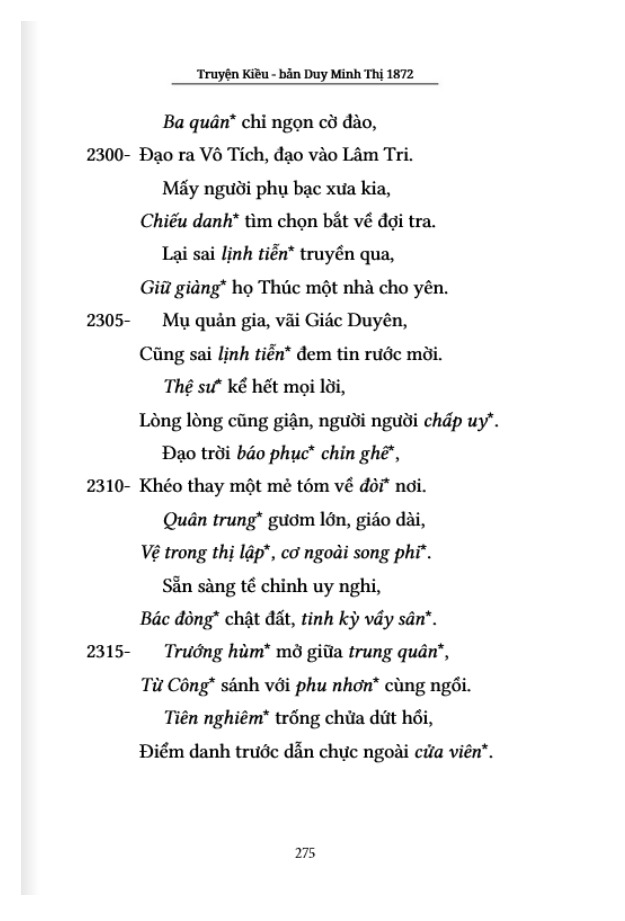 Truyện Kiều - bản Duy Minh Thị 1872
Ba quân* chỉ ngọn cờ đào,
2300- Đạo ra Vô Tích, đạo vào Lâm Tri.
Mấy người phụ bạc xưa kia,
Chiếu danh* tìm chọn bắt về đợi tra.
Lại sai lịnh tiễn* truyền qua,
Giữ giàng* họ Thúc một nhà cho yên.
2305- Mụ quản gia, vãi Giác Duyên,
Cũng sai lịnh tiễn* đem tin rước mời.
Thệ sư* kể hết mọi lời,
Lòng lòng cũng giận, người người chấp uy*.
Đạo trời báo phục* chỉn ghê*,
2310- Khéo thay một mẻ tóm về đòi* nơi.
Quân trung* gươm lớn, giáo dài,
Vệ trong thị lập*, cơ ngoài song phi*.
Sẵn sàng tề chỉnh uy nghi,
Bác đòng* chật đất, tinh kỳ vầy sân*.
2315- Trướng hùm* mở giữa trung quân*,
Từ Công* sánh với phu nhơn* cùng ngồi.
Tiên nghiêm* trống chửa dứt hồi,
Điểm danh trước dẫn chực ngoài cửa viên*.
275